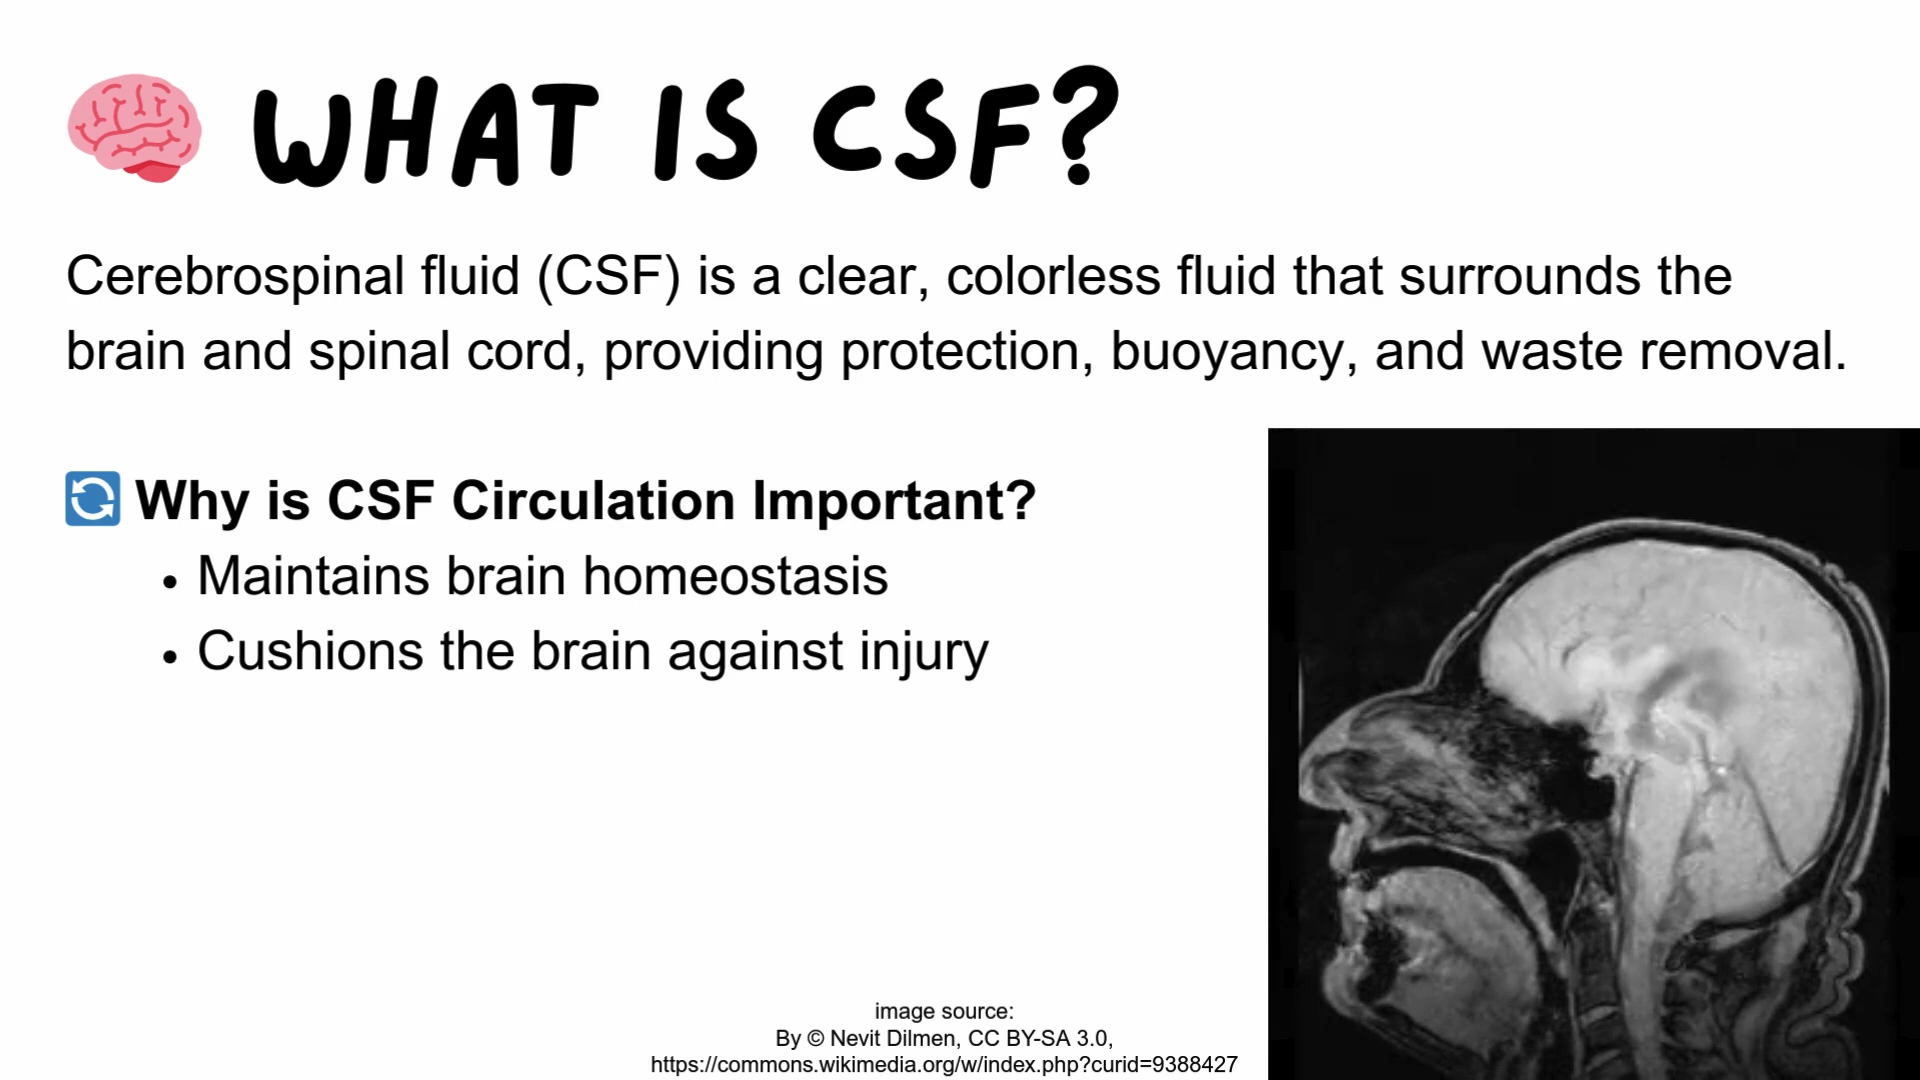 WHAT IS CSF?
Cerebrospinal fluid (CSF) is a clear, colorless fluid that surrounds the
brain and spinal cord, providing protection, buoyancy, and waste removal.
Why is CSF Circulation Important?
• Maintains brain homeostasis
• Cushions the brain against injury
image source:
By © Nevit Dilmen, CC BY-SA 3.0,
https://commons.wikimedia.org/w/index.php?curid=9388427